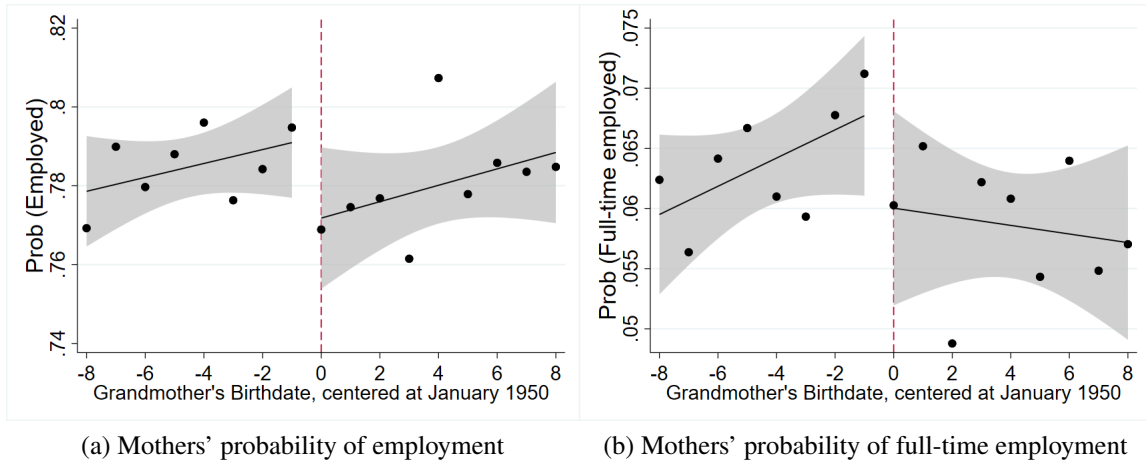 .82
.8
.78
.76
.74
Prob (Employed)
-8 -6 -4 -2 0 2 4 6 8
Grandmother's Birthdate, centered at January 1950
(a) Mothers' probability of employment
.075
.07
.065
.06
.055
.05
Prob (Full-time employed)
-8 -6 -4 -2 0 2 4 6 8
Grandmother's Birthdate, centered at January 1950
(b) Mothers' probability of full-time employment